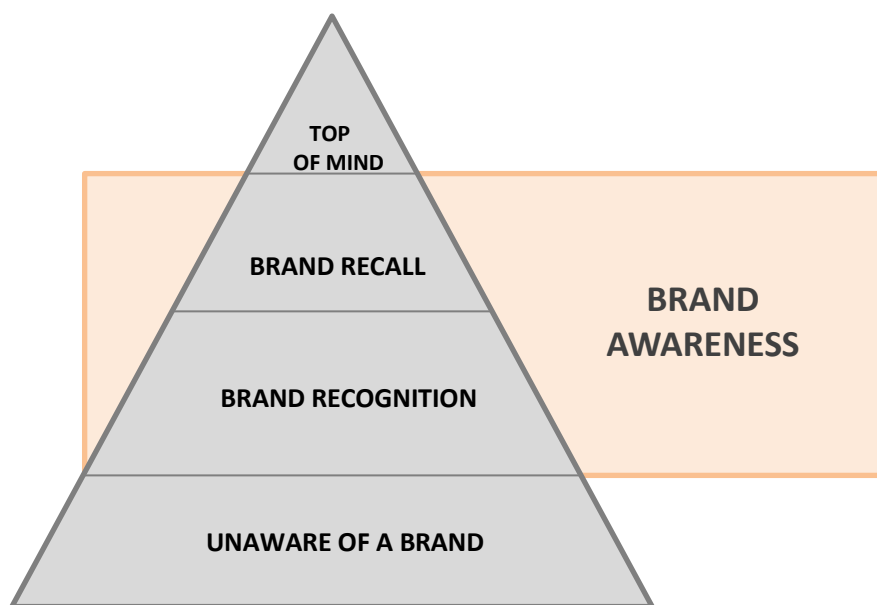 TOP
OF MIND
BRAND RECALL
BRAND
AWARENESS
BRAND RECOGNITION
UNAWARE OF A BRAND